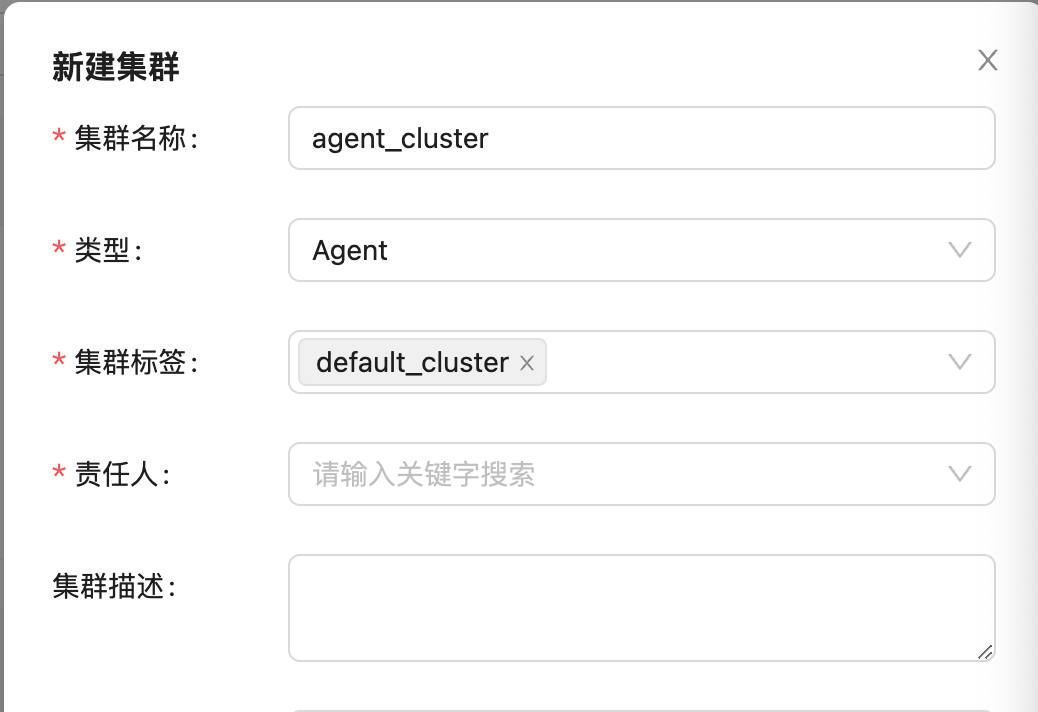 新建集群
* 集群名称:
agent_cluster
* 类型:
Agent
* 集群标签:
default_cluster
* 责任人:
请输入关键字搜索
集群描述: